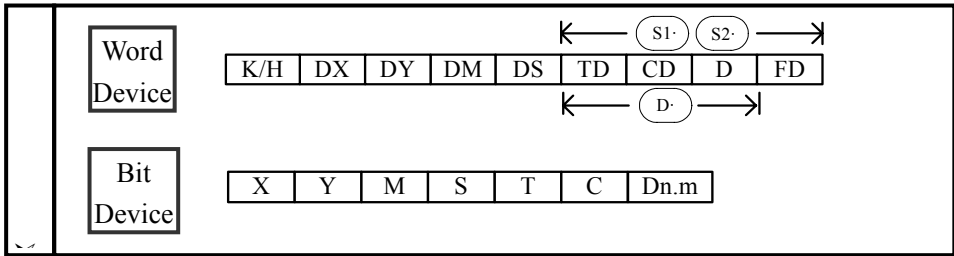 S1· S2·
Word Device
K/H DX DY DM DS TD CD D FD
D·
Bit Device
X Y M S T C Dn.m